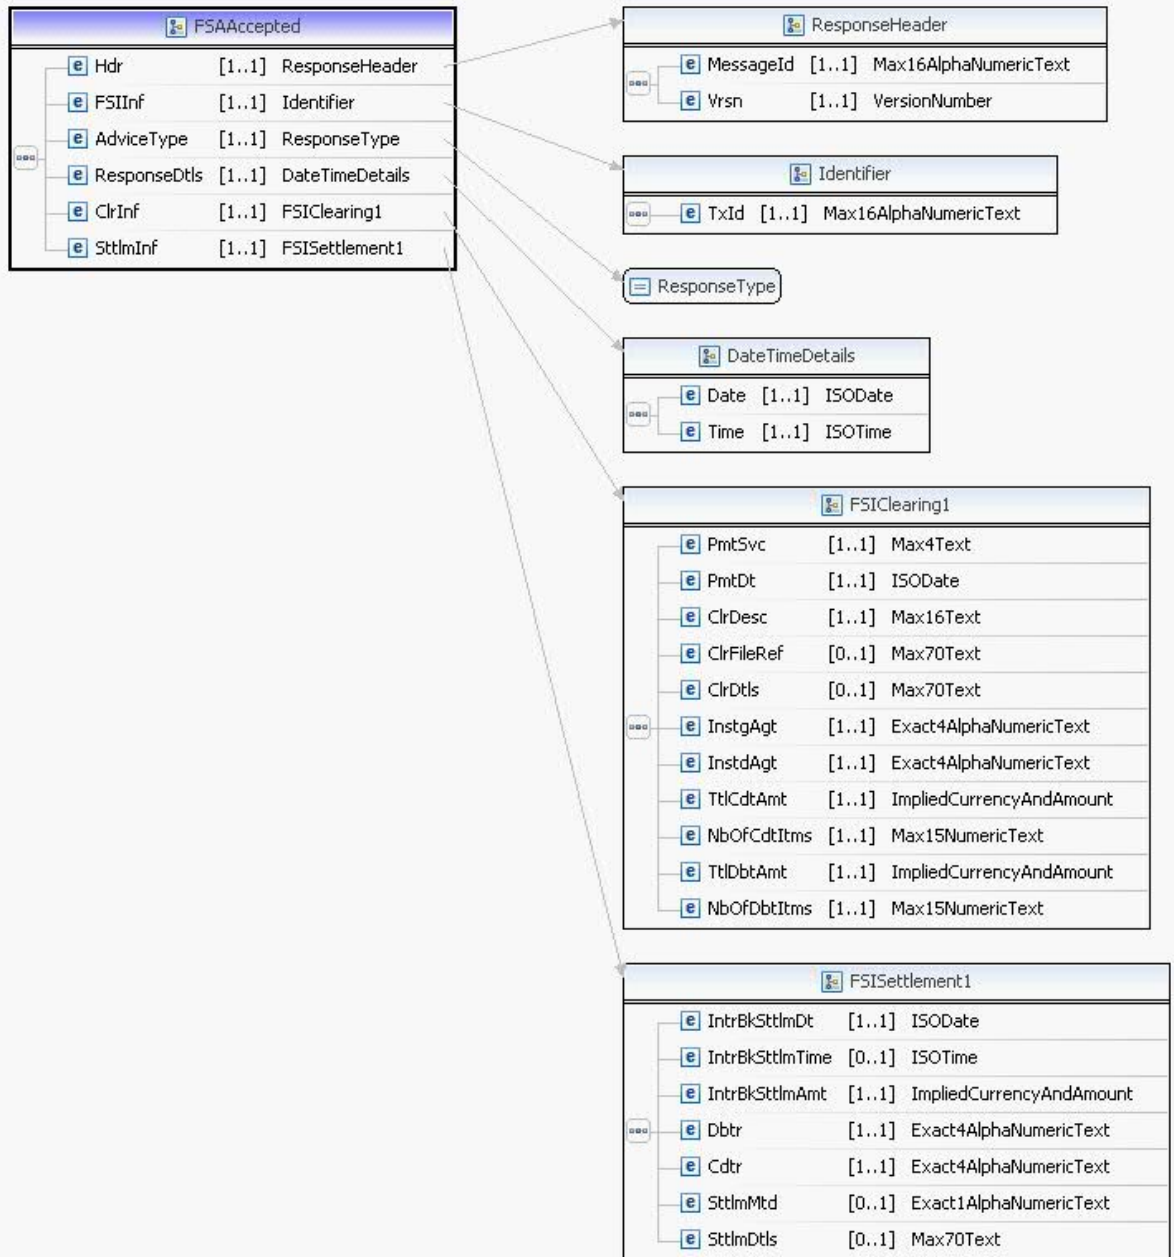 FSAAccepted
Hdr [1..1] ResponseHeader
FSIInf [1..1] Identifier
AdviceType [1..1] ResponseType
ResponseDtls [1..1] DateTimeDetails
ClrInf [1..1] FSIClearing1
SttlmInf [1..1] FSISettlement1
ResponseHeader
MessageId [1..1] Max16AlphaNumericText
Vrsn [1..1] VersionNumber
Identifier
TxId [1..1] Max16AlphaNumericText
ResponseType
DateTimeDetails
Date [1..1] ISODate
Time [1..1] ISOTime
FSIClearing1
PmtSvc [1..1] Max4Text
PmtDt [1..1] ISODate
ClrDesc [1..1] Max16Text
ClrFileRef [0..1] Max70Text
ClrDtls [0..1] Max70Text
InstgAgt [1..1] Exact4AlphaNumericText
InstdAgt [1..1] Exact4AlphaNumericText
TtlCdtAmt [1..1] ImpliedCurrencyAndAmount
NbOfCdtItms [1..1] Max15NumericText
TtlDbtAmt [1..1] ImpliedCurrencyAndAmount
NbOfDbtItms [1..1] Max15NumericText
FSISettlement1
IntrBkSttlmDt [1..1] ISODate
IntrBkSttlmTime [0..1] ISOTime
IntrBkSttlmAmt [1..1] ImpliedCurrencyAndAmount
Dbtr [1..1] Exact4AlphaNumericText
Cdtr [1..1] Exact4AlphaNumericText
SttlmMtd [0..1] Exact1AlphaNumericText
SttlmDtls [0..1] Max70Text